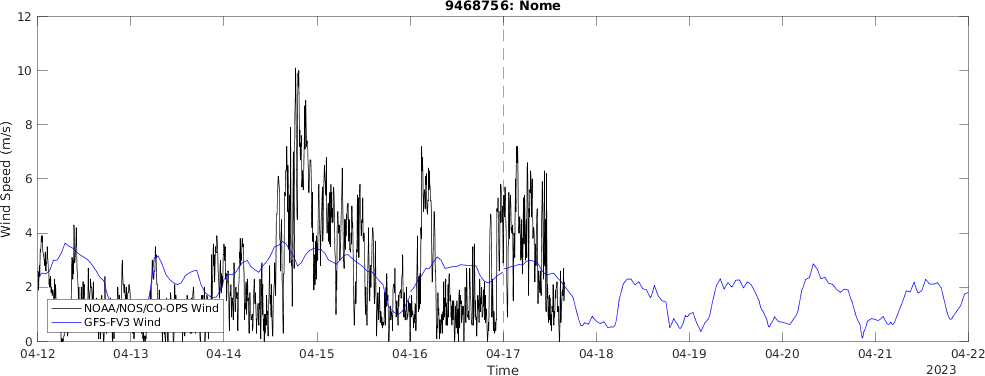 9468756: Nome
12
10
8
6
4
2
0
Wind Speed (m/s)
NOAA/NOS/CO-OPS Wind
GFS-FV3 Wind
04-12 04-13 04-14 04-15 04-16 04-17 04-18 04-19 04-20 04-21 04-22
Time
2023